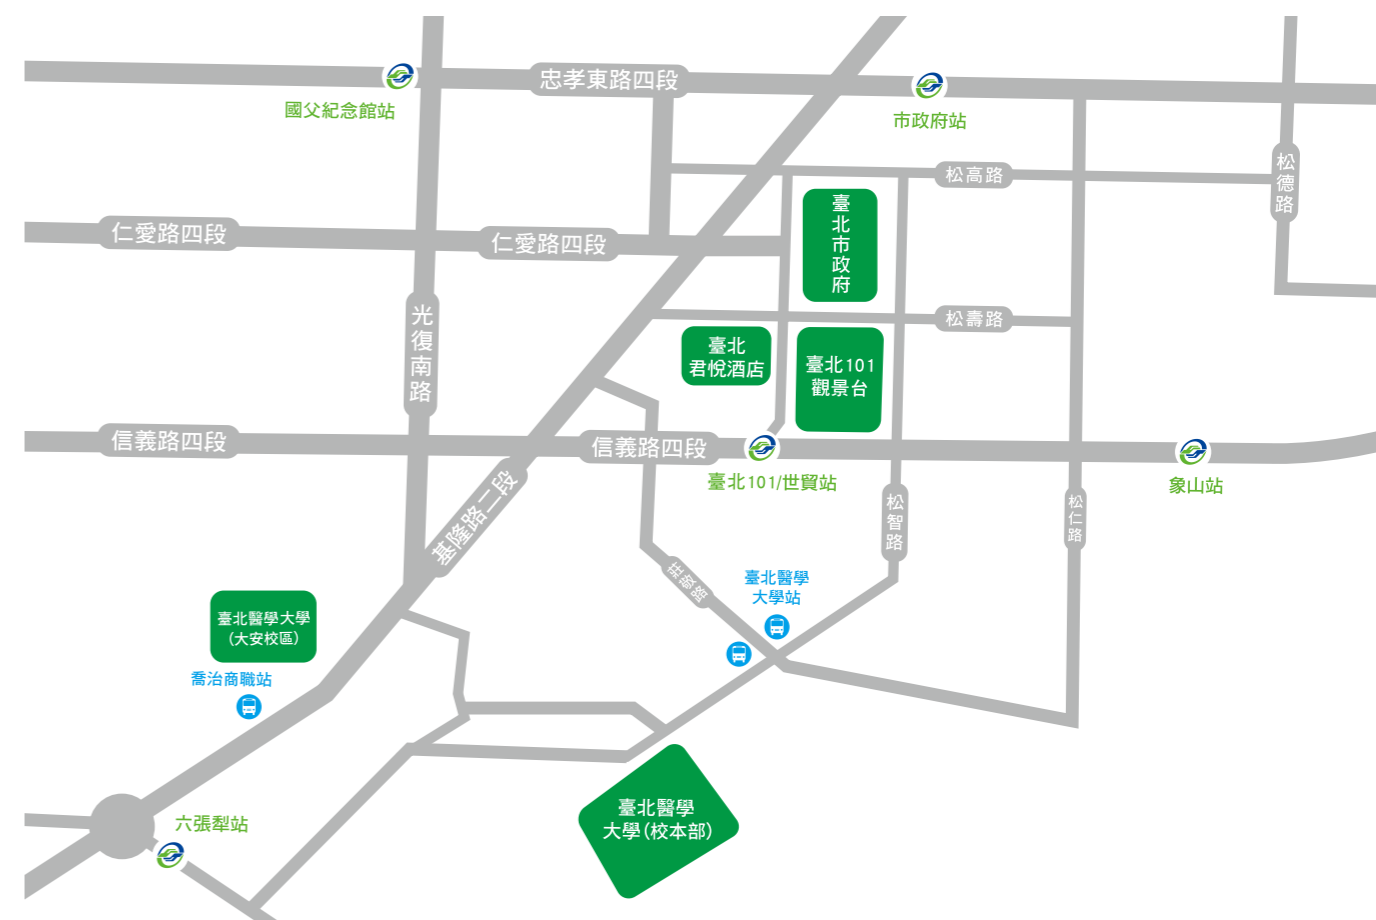 忠孝東路四段
國父紀念館站
市政府站
松高路
松德路
臺北市政府
仁愛路四段
仁愛路四段
光復南路
松壽路
臺北
君悅酒店
臺北101
觀景台
信義路四段
信義路四段
臺北101/世貿站
象山站
基隆路二段
松智路
松仁路
莊敬路
臺北醫學
大學站
臺北醫學大學
(大安校區)
喬治商職站
六張犁站
臺北醫學
大學(校本部)